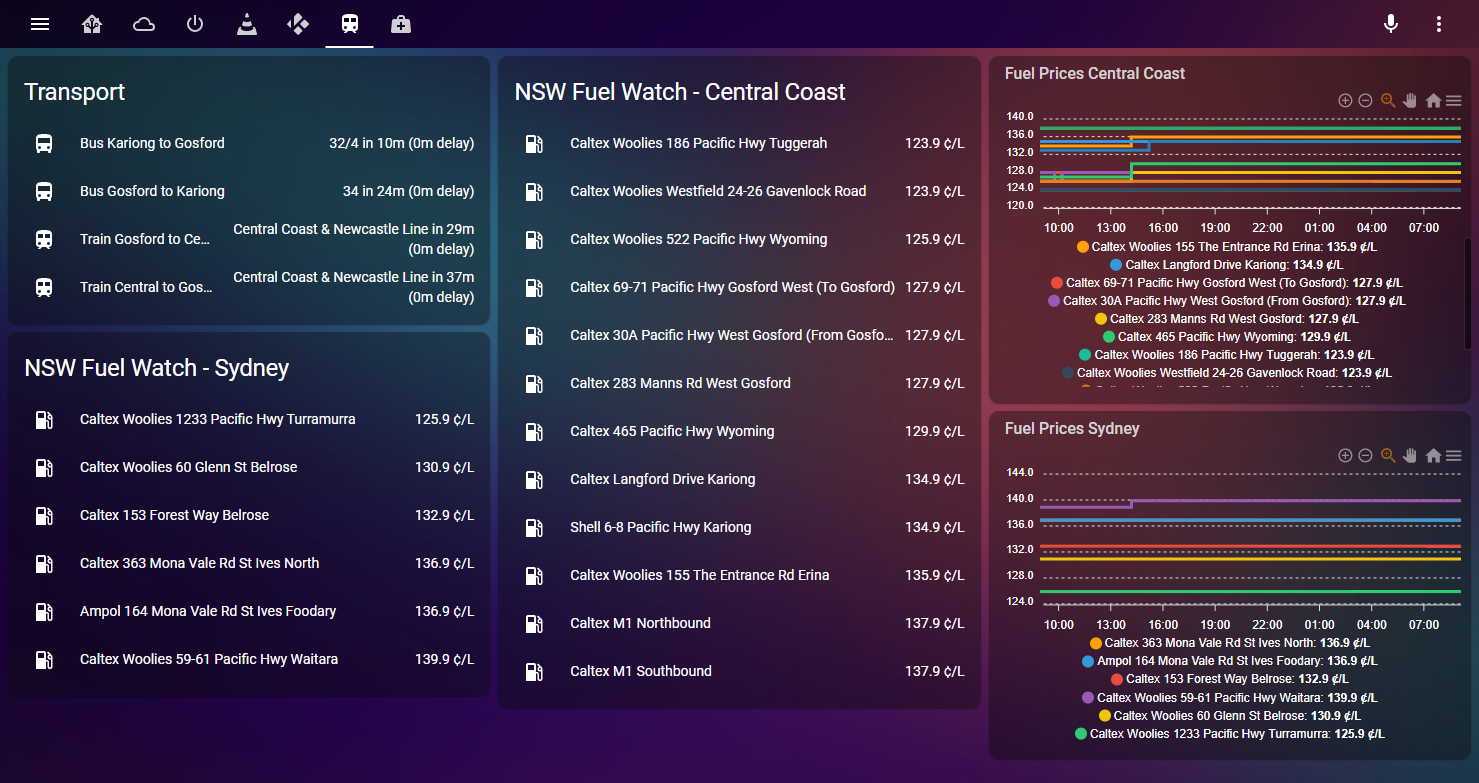 Transport
Bus Kariong to Gosford 32/4 in 10m (0m delay)
Bus Gosford to Kariong 34 in 24m (0m delay)
Train Gosford to Ce... Central Coast & Newcastle Line in 29m
(0m delay)
Train Central to Gos... Central Coast & Newcastle Line in 37m
(0m delay)
NSW Fuel Watch - Sydney
Caltex Woolies 1233 Pacific Hwy Turramurra 125.9 ¢/L
Caltex Woolies 60 Glenn St Belrose 130.9 ¢/L
Caltex 153 Forest Way Belrose 132.9 ¢/L
Caltex 363 Mona Vale Rd St Ives North 136.9 ¢/L
Ampol 164 Mona Vale Rd St Ives Foodary 136.9 ¢/L
Caltex Woolies 59-61 Pacific Hwy Waitara 139.9 ¢/L
NSW Fuel Watch - Central Coast
Caltex Woolies 186 Pacific Hwy Tuggerah 123.9 ¢/L
Caltex Woolies Westfield 24-26 Gavenlock Road 123.9 ¢/L
Caltex Woolies 522 Pacific Hwy Wyoming 125.9 ¢/L
Caltex 69-71 Pacific Hwy Gosford West (To Gosford) 127.9 ¢/L
Caltex 30A Pacific Hwy West Gosford (From Gosfo... 127.9 ¢/L
Caltex 283 Manns Rd West Gosford 127.9 ¢/L
Caltex 465 Pacific Hwy Wyoming 129.9 ¢/L
Caltex Langford Drive Kariong 134.9 ¢/L
Shell 6-8 Pacific Hwy Kariong 134.9 ¢/L
Caltex Woolies 155 The Entrance Rd Erina 135.9 ¢/L
Caltex M1 Northbound 137.9 ¢/L
Caltex M1 Southbound 137.9 ¢/L
Fuel Prices Central Coast
140.0
136.0
132.0
128.0
124.0
120.0
10:00 13:00 16:00 19:00 22:00 01:00 04:00 07:00
Caltex Woolies 155 The Entrance Rd Erina: 135.9 ¢/L
Caltex Langford Drive Kariong: 134.9 ¢/L
Caltex 69-71 Pacific Hwy Gosford West (To Gosford): 127.9 ¢/L
Caltex 30A Pacific Hwy West Gosford (From Gosford): 127.9 ¢/L
Caltex 283 Manns Rd West Gosford: 127.9 ¢/L
Caltex 465 Pacific Hwy Wyoming: 129.9 ¢/L
Caltex Woolies 186 Pacific Hwy Tuggerah: 123.9 ¢/L
Caltex Woolies Westfield 24-26 Gavenlock Road: 123.9 ¢/L
Fuel Prices Sydney
144.0
140.0
136.0
132.0
128.0
124.0
10:00 13:00 16:00 19:00 22:00 01:00 04:00 07:00
Caltex 363 Mona Vale Rd St Ives North: 136.9 ¢/L
Ampol 164 Mona Vale Rd St Ives Foodary: 136.9 ¢/L
Caltex 153 Forest Way Belrose: 132.9 ¢/L
Caltex Woolies 59-61 Pacific Hwy Waitara: 139.9 ¢/L
Caltex Woolies 60 Glenn St Belrose: 130.9 ¢/L
Caltex Woolies 1233 Pacific Hwy Turramurra: 125.9 ¢/L